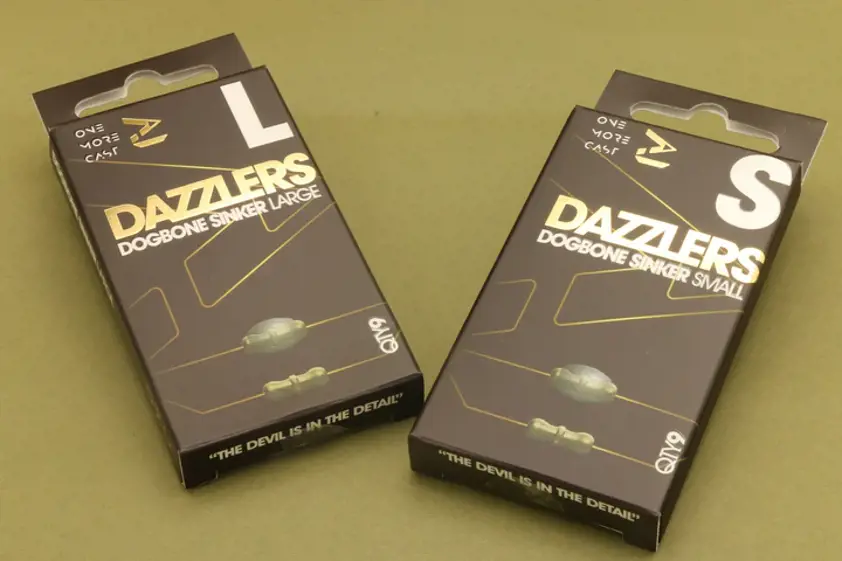 ONE
MORE
CAST
L
DAZZLERS
DOGBONE SINKER LARGE
QTY9
"THE DEVIL IS IN THE DETAIL"
ONE
MORE
CAST
S
DAZZLERS
DOGBONE SINKER SMALL
QTY9
"THE DEVIL IS IN THE DETAIL"